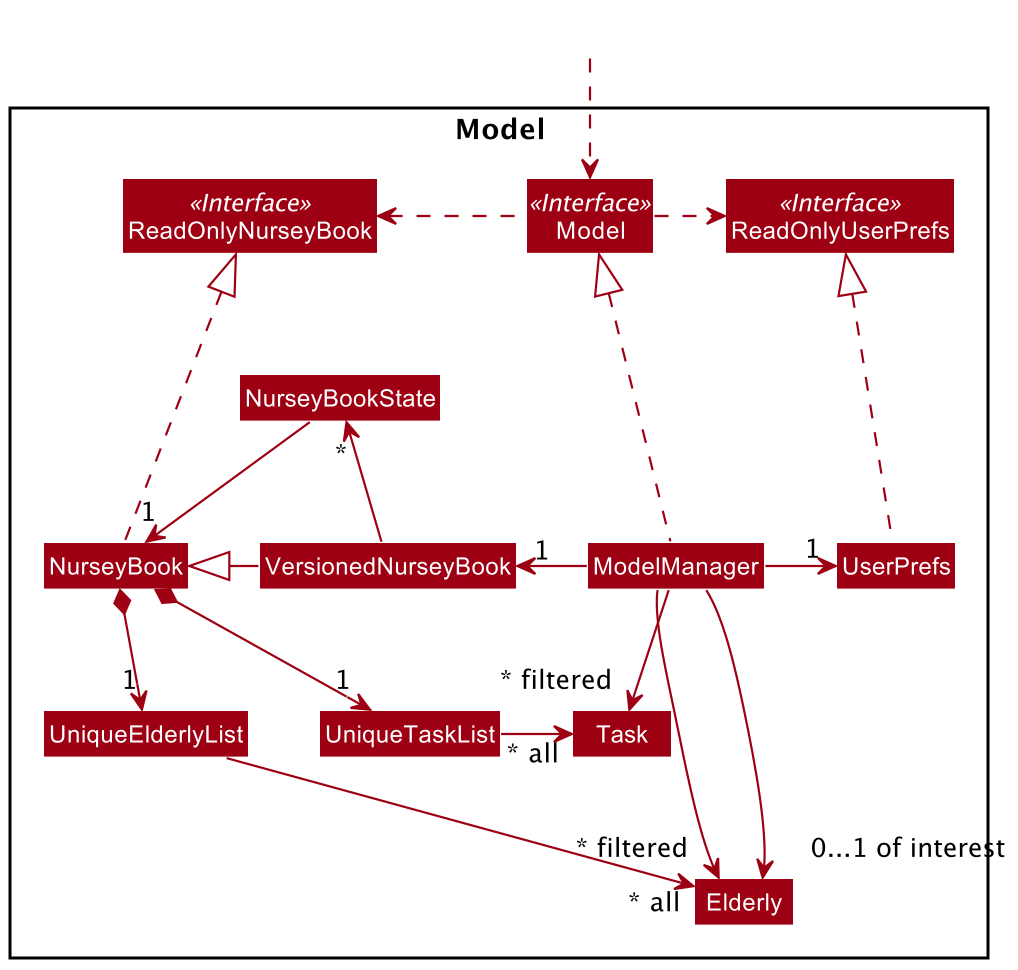 Model
«Interface»
ReadOnlyNurseyBook
«Interface»
Model
«Interface»
ReadOnlyUserPrefs
NurseyBookState
*
1
NurseyBook
VersionedNurseyBook
1
ModelManager
1
UserPrefs
1
1
* filtered
UniqueElderlyList
UniqueTaskList
* all
Task
* filtered
0...1 of interest
* all
Elderly